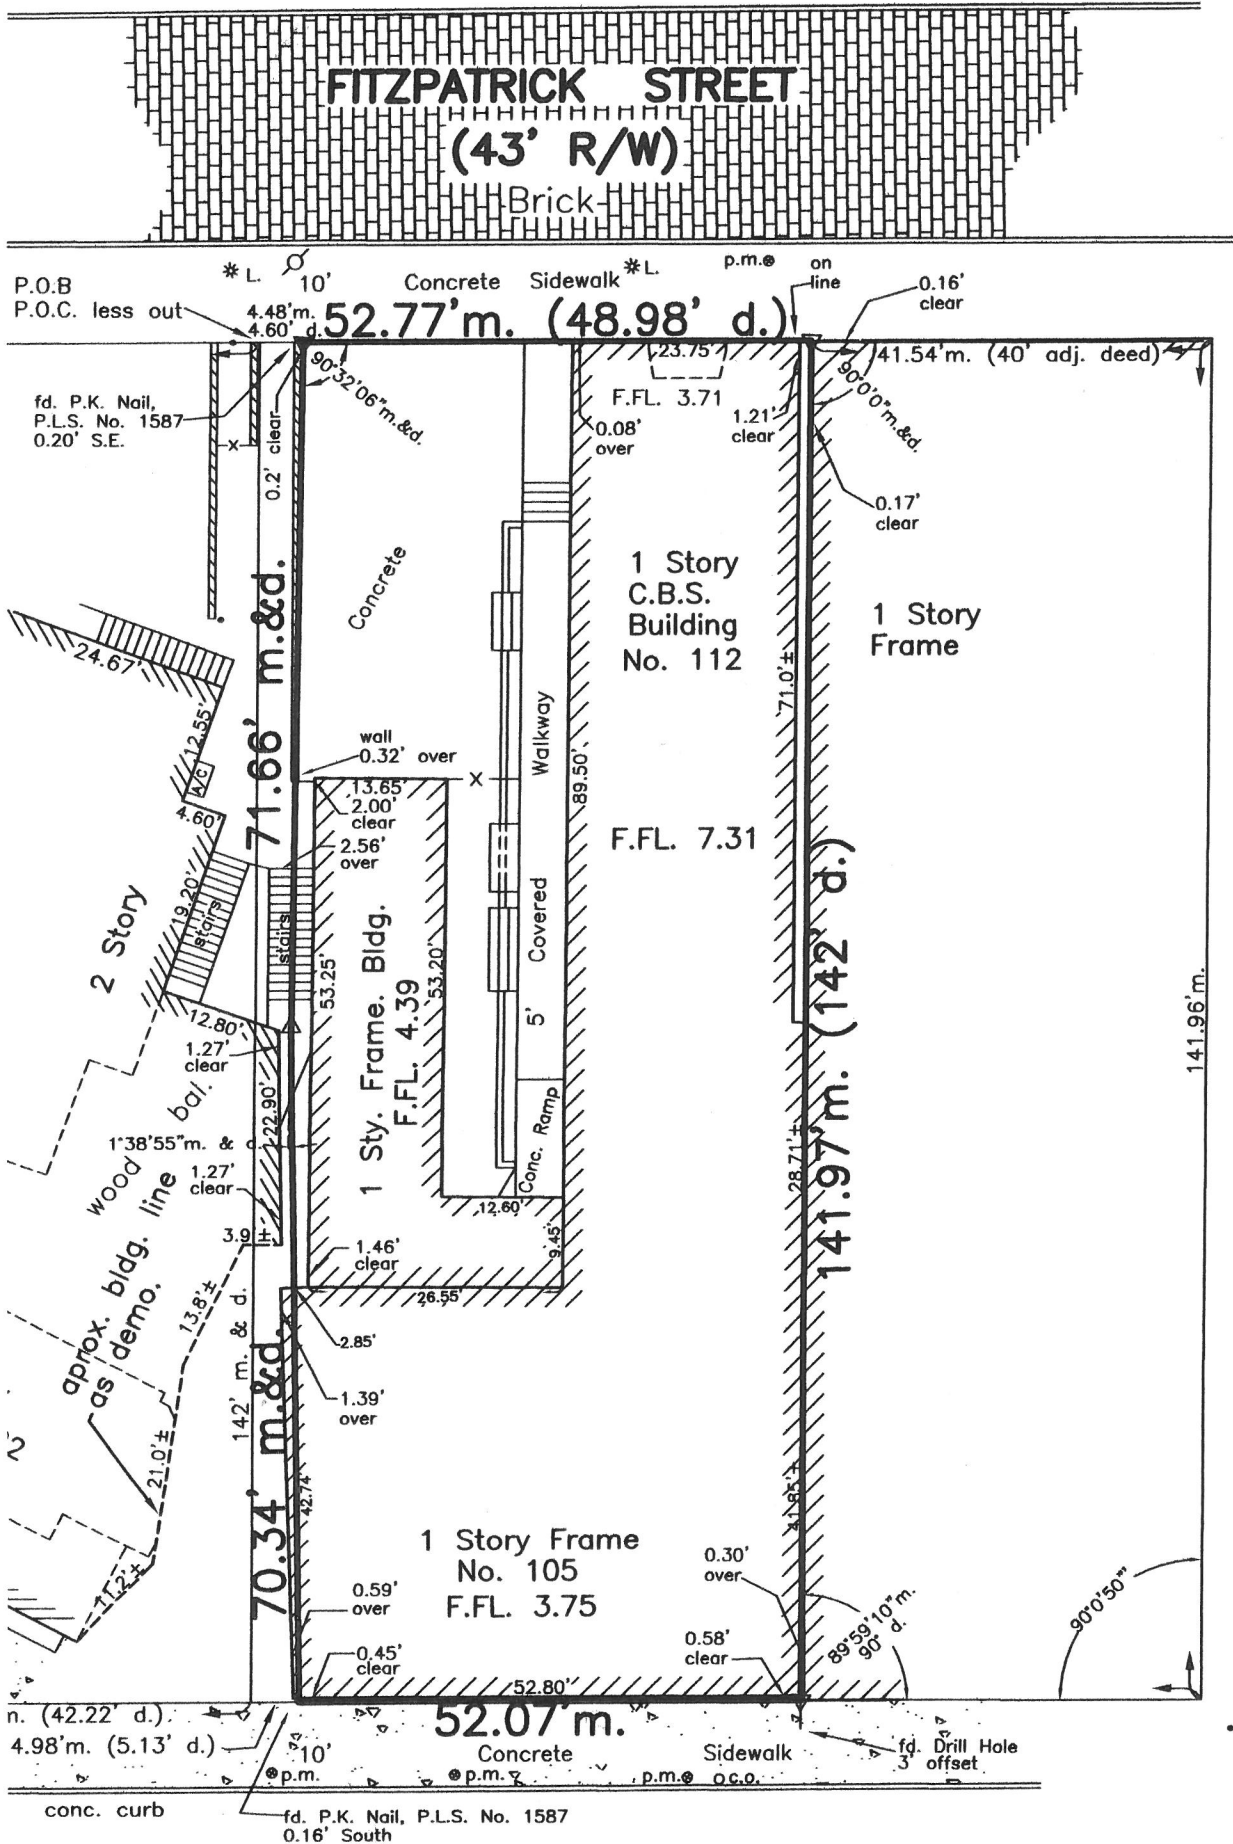 FITZPATRICK STREET
(43' R/W)
Brick
P.O.B
P.O.C. less out
* L.
10'
Concrete Sidewalk
* L.
p.m.
on
line
0.16'
clear
4.48'm.
4.60' d.
52.77'm. (48.98' d.)
41.54'm. (40' adj. deed)
fd. P.K. Nail,
P.L.S. No. 1587
0.20' S.E.
x
0.2' clear
90°32'06"m.&d.
23.75'
F.FL. 3.71
0.08'
over
1.21'
clear
90°0'0"m.&d.
0.17'
clear
Concrete
1 Story
C.B.S.
Building
No. 112
1 Story
Frame
71.66' m.&d.
24.67'
12.55'
A/C
4.60'
wall
0.32' over
13.65'
2.00'
clear
x
Walkway
Covered
5'
89.50'
71.0'±
F.FL. 7.31
2.56'
over
19.20'
stairs
stairs
2 Story
53.25'
1 Sty. Frame. Bldg.
F.FL. 4.39
53.20'
12.80'
1.27'
clear
22.90'
wood bal.
1°38'55"m. & d.
1.27'
clear
3.9 ±
Conc. Ramp
12.60'
9.45'
28.71'±
141.97'm. (142' d.)
141.96'm.
aprox. bldg. line
as demo.
13.8'±
1.46'
clear
26.55'
2.85'
1.39'
over
142' m. & d.
70.34' m.&d.
21.0'±
42.74'
41.85'±
1 Story Frame
No. 105
F.FL. 3.75
0.30'
over
0.59'
over
0.45'
clear
0.58'
clear
52.80'
89°59'10"m.
90° d.
90°0'50"
(42.22' d.)
4.98'm. (5.13' d.)
52.07'm.
10'
Concrete Sidewalk
fd. Drill Hole
3' offset
p.m.
p.m.
p.m.
o c.o.
conc. curb
fd. P.K. Nail, P.L.S. No. 1587
0.16' South